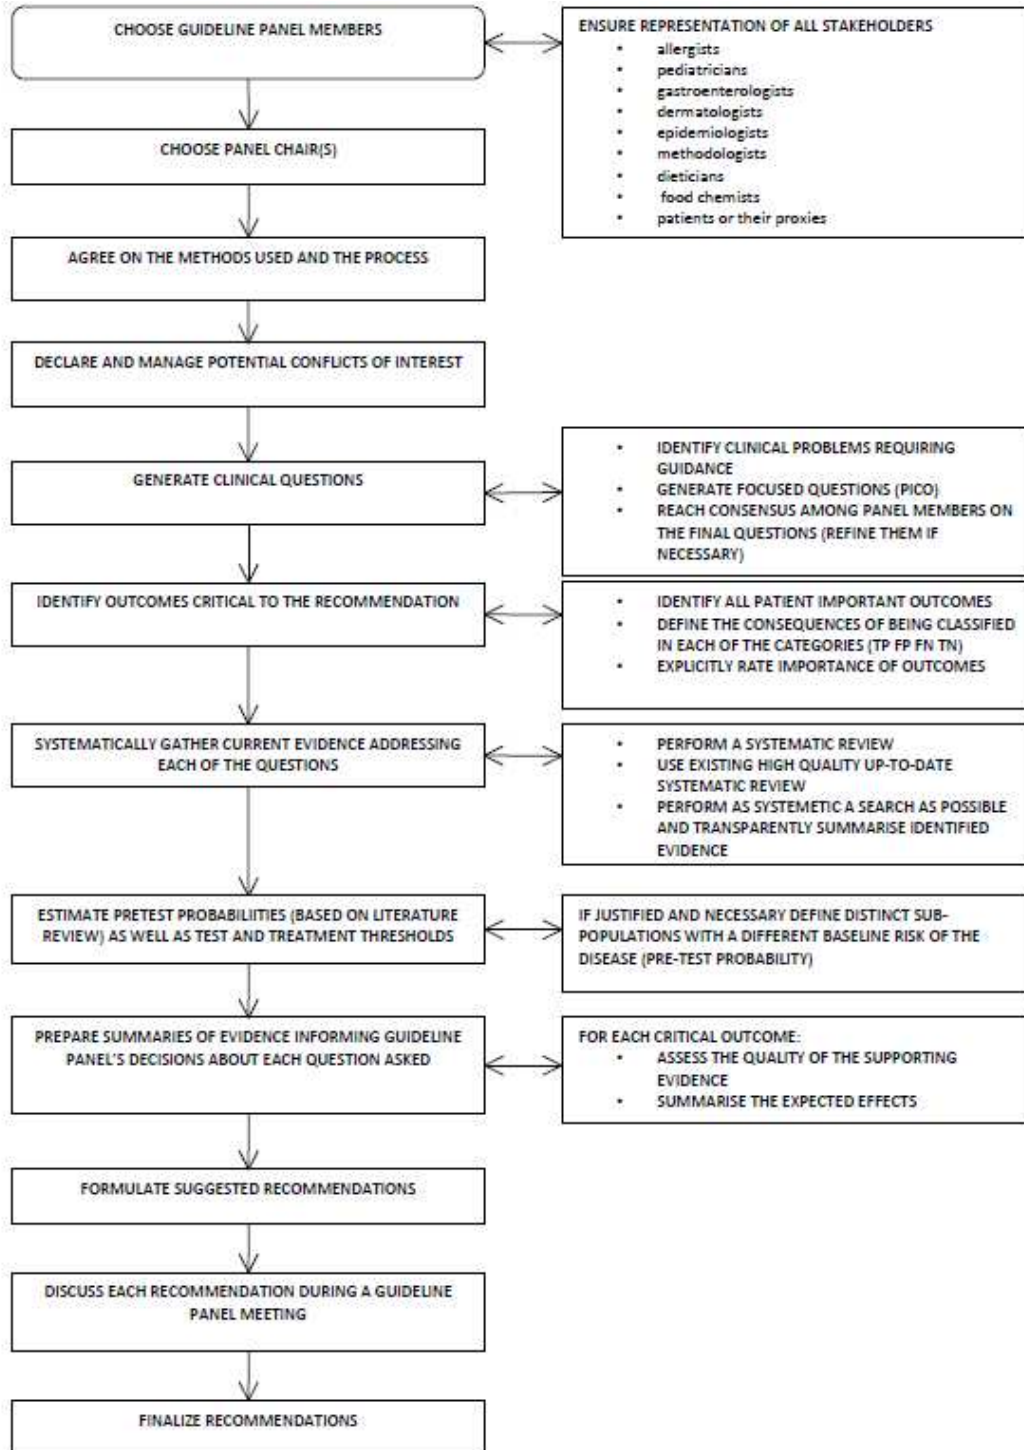 CHOOSE GUIDELINE PANEL MEMBERS
ENSURE REPRESENTATION OF ALL STAKEHOLDERS
• allergists
• pediatricians
• gastroenterologists
• dermatologists
• epidemiologists
• methodologists
• dieticians
• food chemists
• patients or their proxies
CHOOSE PANEL CHAIR(S)
AGREE ON THE METHODS USED AND THE PROCESS
DECLARE AND MANAGE POTENTIAL CONFLICTS OF INTEREST
GENERATE CLINICAL QUESTIONS
• IDENTIFY CLINICAL PROBLEMS REQUIRING
GUIDANCE
• GENERATE FOCUSED QUESTIONS (PICO)
• REACH CONSENSUS AMONG PANEL MEMBERS ON
THE FINAL QUESTIONS (REFINE THEM IF
NECESSARY)
IDENTIFY OUTCOMES CRITICAL TO THE RECOMMENDATION
• IDENTIFY ALL PATIENT IMPORTANT OUTCOMES
• DEFINE THE CONSEQUENCES OF BEING CLASSIFIED
IN EACH OF THE CATEGORIES (TP FP FN TN)
• EXPLICITLY RATE IMPORTANCE OF OUTCOMES
SYSTEMATICALLY GATHER CURRENT EVIDENCE ADDRESSING
EACH OF THE QUESTIONS
• PERFORM A SYSTEMATIC REVIEW
• USE EXISTING HIGH QUALITY UP-TO-DATE
SYSTEMATIC REVIEW
• PERFORM AS SYSTEMETIC A SEARCH AS POSSIBLE
AND TRANSPARENTLY SUMMARISE IDENTIFIED
EVIDENCE
ESTIMATE PRETEST PROBABILIITIES (BASED ON LITERATURE
REVIEW) AS WELL AS TEST AND TREATMENT THRESHOLDS
IF JUSTIFIED AND NECESSARY DEFINE DISTINCT SUB-
POPULATIONS WITH A DIFFERENT BASELINE RISK OF THE
DISEASE (PRE-TEST PROBABILITY)
PREPARE SUMMARIES OF EVIDENCE INFORMING GUIDELINE
PANEL'S DECISIONS ABOUT EACH QUESTION ASKED
FOR EACH CRITICAL OUTCOME:
• ASSESS THE QUALITY OF THE SUPPORTING
EVIDENCE
• SUMMARISE THE EXPECTED EFFECTS
FORMULATE SUGGESTED RECOMMENDATIONS
DISCUSS EACH RECOMMENDATION DURING A GUIDELINE
PANEL MEETING
FINALIZE RECOMMENDATIONS